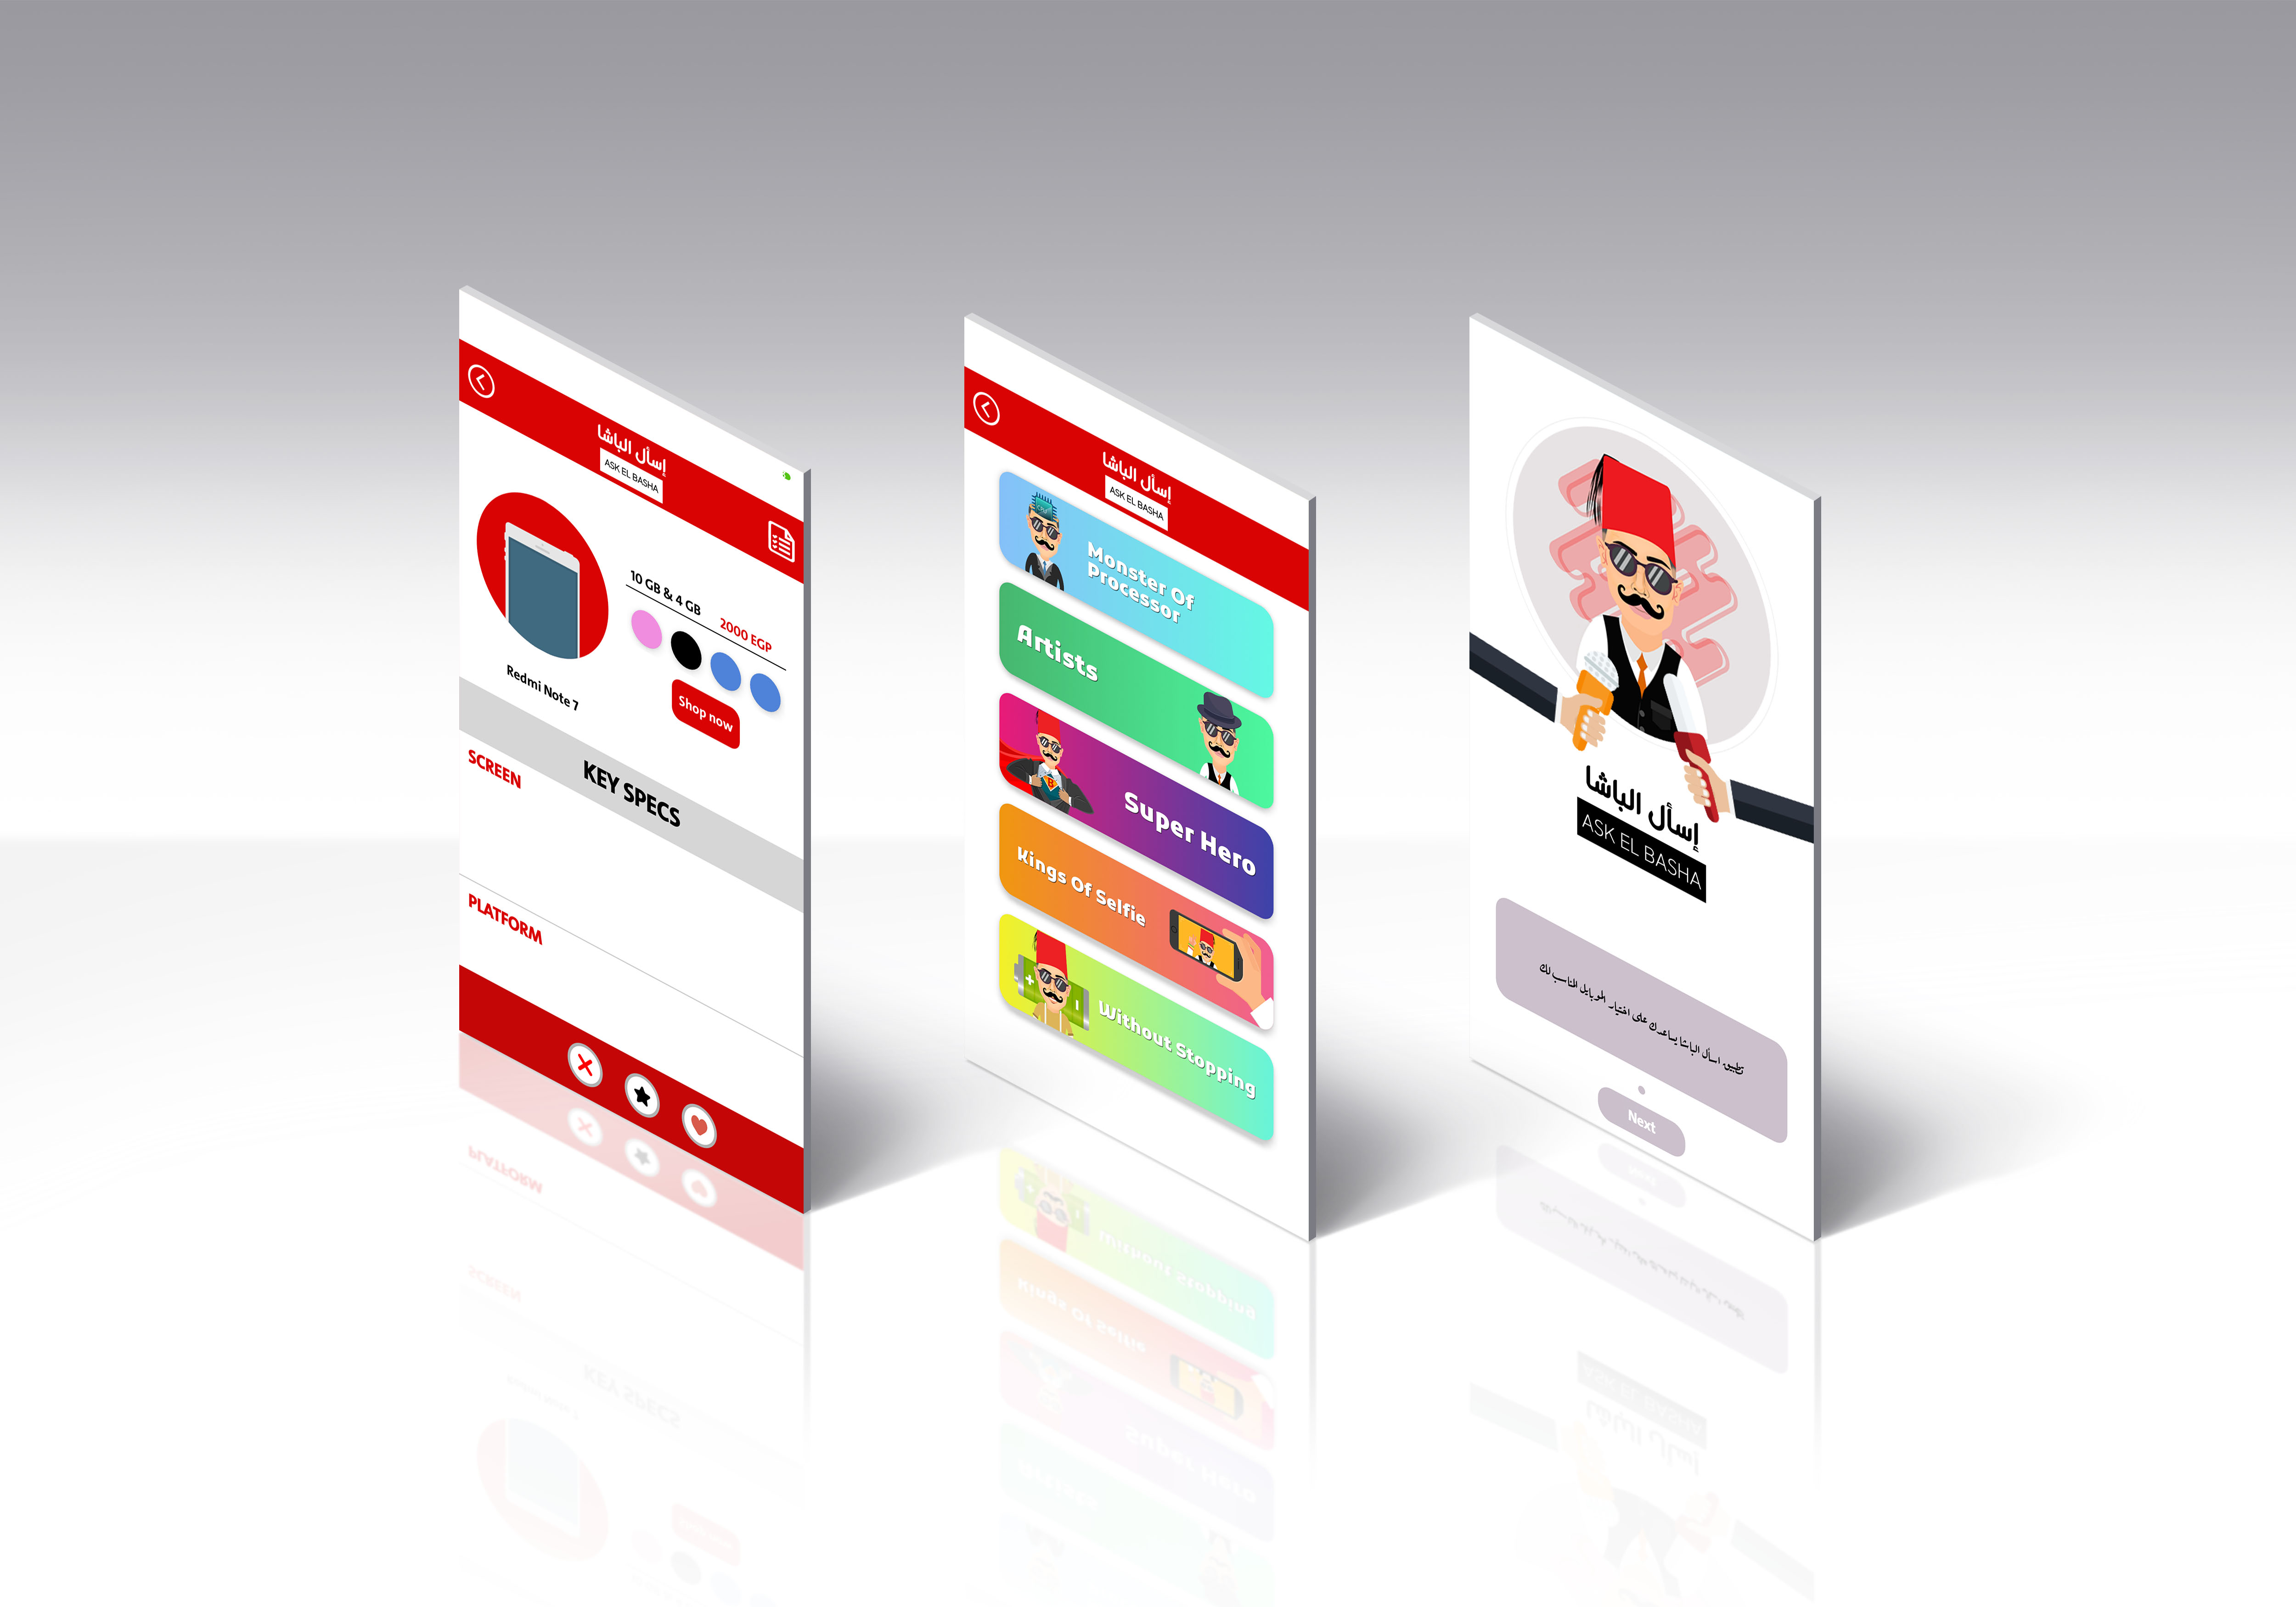 إسأل الباشا
ASK EL BASHA
10 GB & 4 GB
2000 EGP
Redmi Note 7
Shop now
KEY SPECS
SCREEN
PLATFORM
إسأل الباشا
ASK EL BASHA
Monster Of
Processor
Artists
Super Hero
Kings Of Selfie
Without Stopping
إسأل الباشا
ASK EL BASHA
تطبيق اسأل الباشا يساعدك على اختيار الموبايل المناسب لك
Next